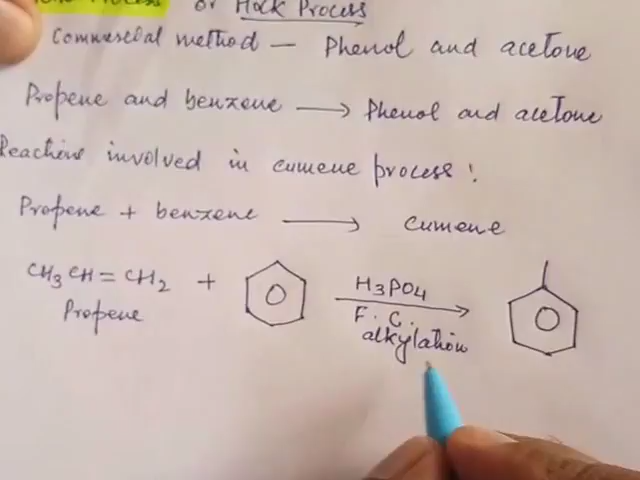 Process or Hock Process
Commercial method – Phenol and acetone
Propene and benzene → Phenol and acetone
Reactions involved in cumene process :
Propene + benzene → cumene
CH3CH=CH2 + H3PO4
Propene F. C.
alkylation